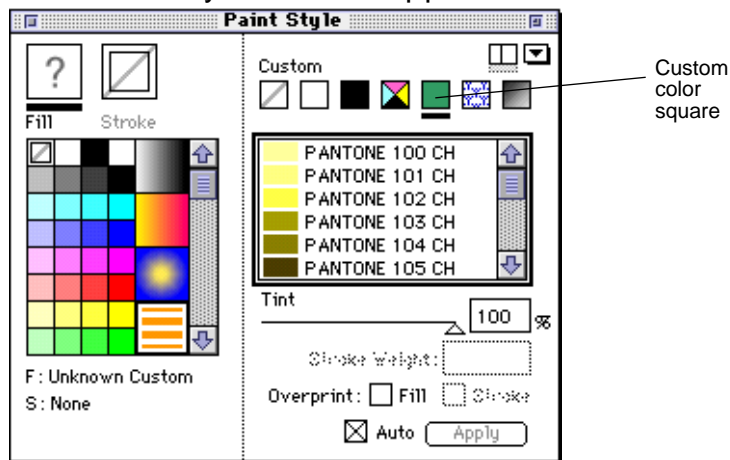 Paint Style
?
Fill Stroke
F: Unknown Custom
S: None
Custom
PANTONE 100 CH
PANTONE 101 CH
PANTONE 102 CH
PANTONE 103 CH
PANTONE 104 CH
PANTONE 105 CH
Tint
100 %
Stroke Weight:
Overprint: Fill Stroke
Auto Apply
Custom
color
square